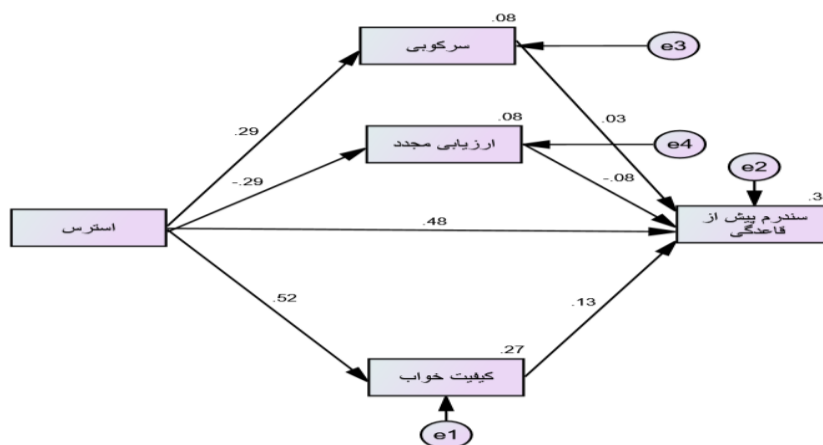 .08
سرکوبی
e3
.29
.03
.08
ارزیابی مجدد
e4
-.29
-.08
e2
.3
استرس
.48
سندرم پیش از
قاعدگی
.52
.13
.27
کیفیت خواب
e1